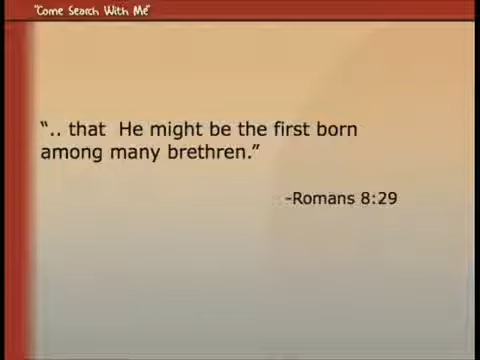 "Come Search With Me"
".. that He might be the first born
among many brethren."
-Romans 8:29